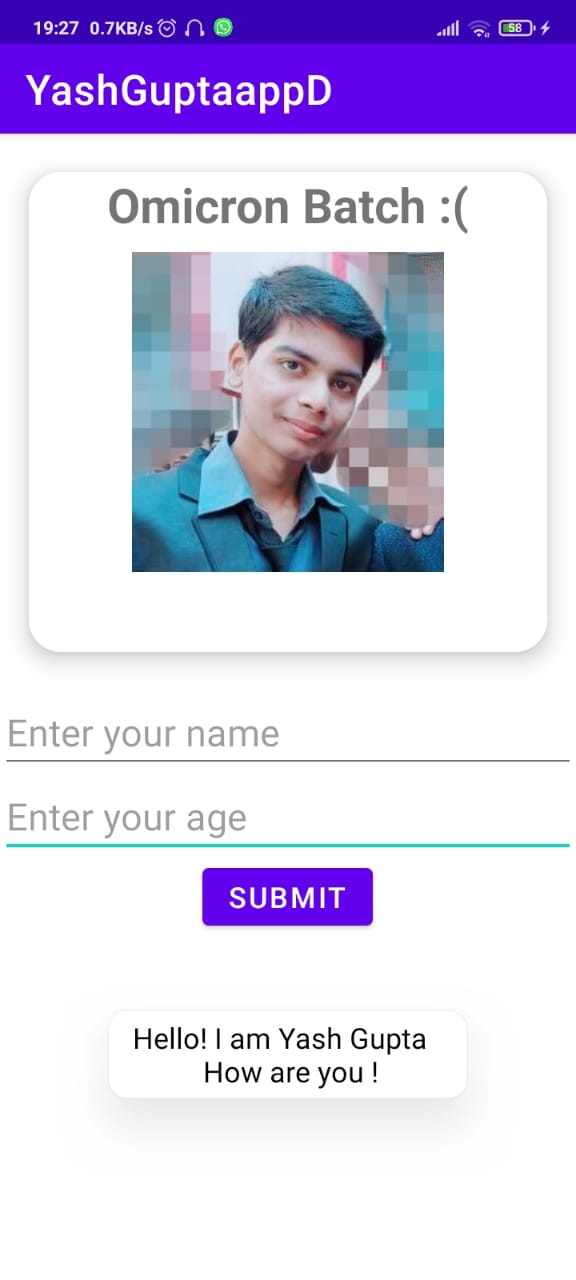 19:27 0.7KB/s 58
YashGuptaappD
Omicron Batch :(
Enter your name
Enter your age
SUBMIT
Hello! I am Yash Gupta
How are you !